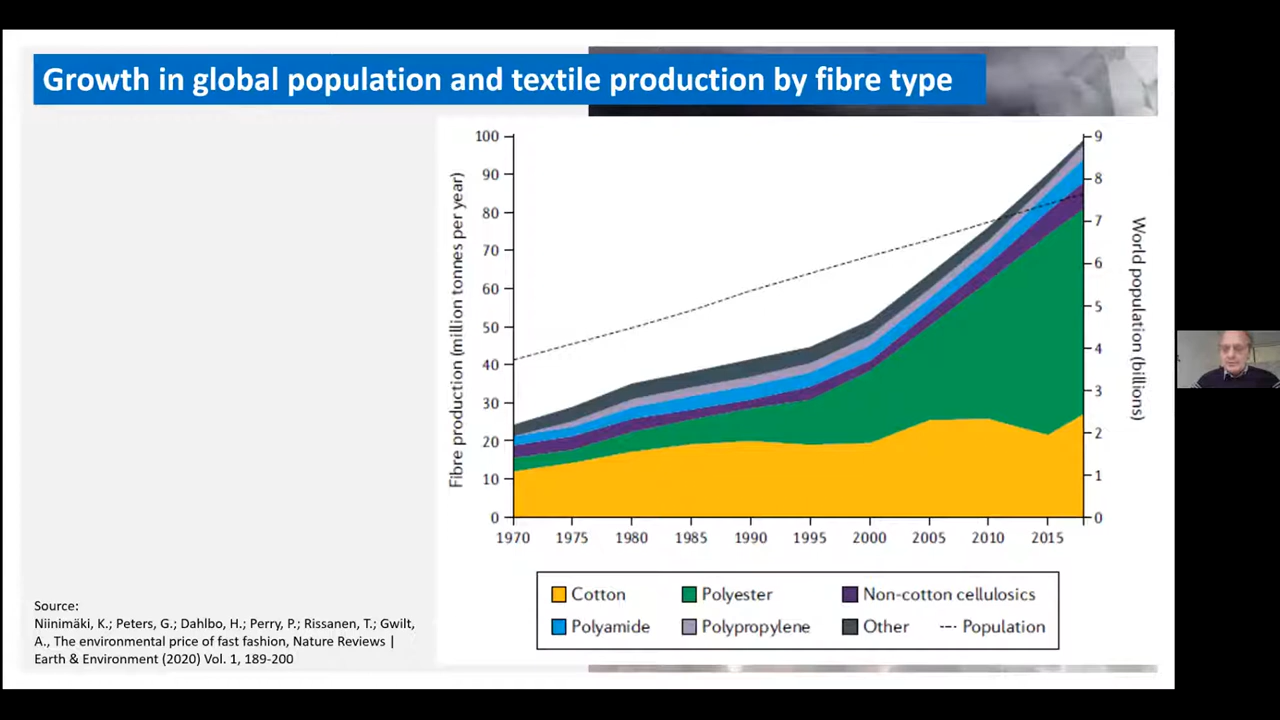 Growth in global population and textile production by fibre type
100
90
80
70
60
50
40
30
20
10
0
Fibre production (million tonnes per year)
9
8
7
6
5
4
3
2
1
0
World population (billions)
1970 1975 1980 1985 1990 1995 2000 2005 2010 2015
Cotton Polyester Non-cotton cellulosics
Polyamide Polypropylene Other Population
Source:
Niinimäki, K.; Peters, G.; Dahlbo, H.; Perry, P.; Rissanen, T.; Gwilt,
A., The environmental price of fast fashion, Nature Reviews |
Earth & Environment (2020) Vol. 1, 189-200